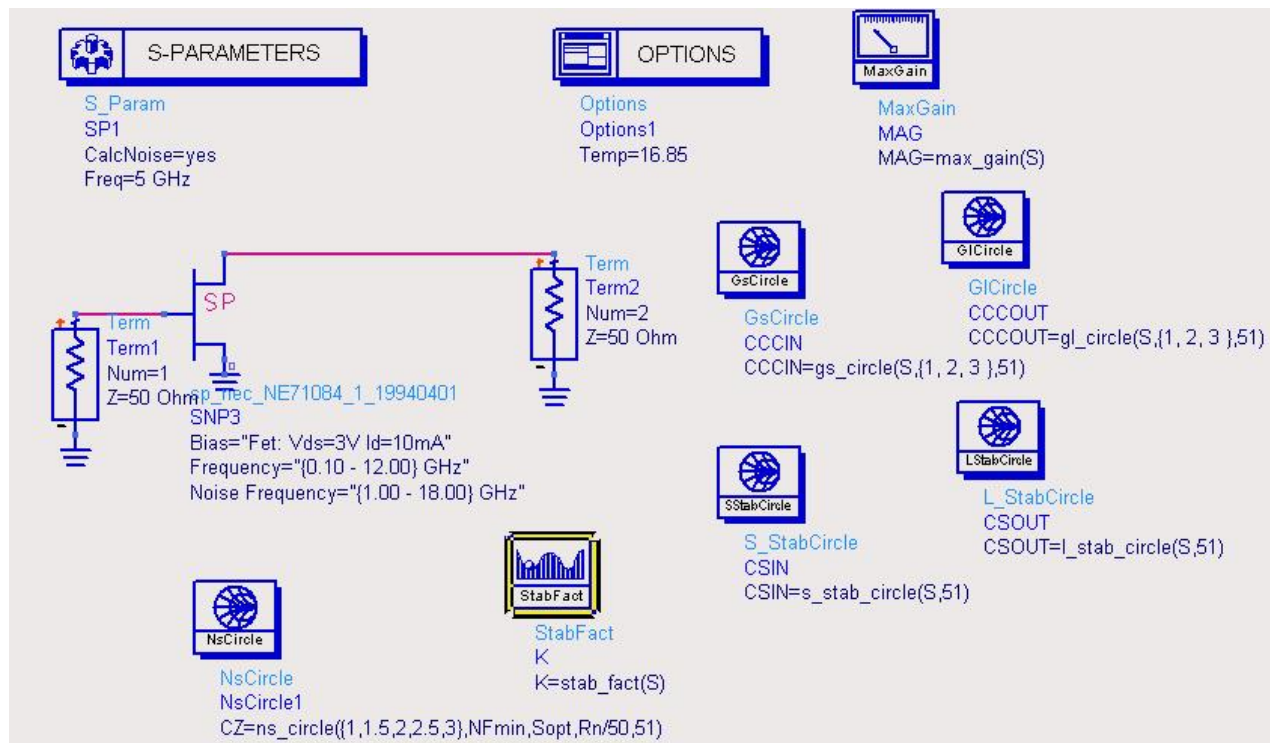 S-PARAMETERS
S_Param
SP1
CalcNoise=yes
Freq=5 GHz
OPTIONS
Options
Options1
Temp=16.85
MaxGain
MaxGain
MAG
MAG=max_gain(S)
SP
Term
Term1
Num=1
Z=50 Ohm
Term
Term2
Num=2
Z=50 Ohm
sp_nec_NE71084_1_19940401
SNP3
Bias="Fet: Vds=3V Id=10mA"
Frequency="{0.10 - 12.00} GHz"
Noise Frequency="{1.00 - 18.00} GHz"
GsCircle
GsCircle
CCCIN
CCCIN=gs_circle(S,{1, 2, 3 },51)
GlCircle
GlCircle
CCCOUT
CCCOUT=gl_circle(S,{1, 2, 3 },51)
SStabCircle
S_StabCircle
CSIN
CSIN=s_stab_circle(S,51)
LStabCircle
L_StabCircle
CSOUT
CSOUT=l_stab_circle(S,51)
StabFact
StabFact
K
K=stab_fact(S)
NsCircle
NsCircle
NsCircle1
CZ=ns_circle({1,1.5,2,2.5,3},NFmin,Sopt,Rn/50,51)